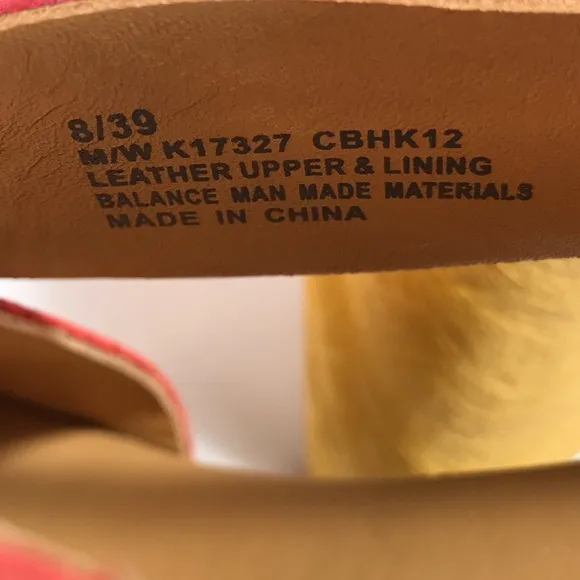 8/39
M/W K17327 CBHK12
LEATHER UPPER & LINING
BALANCE MAN MADE MATERIALS
MADE IN CHINA